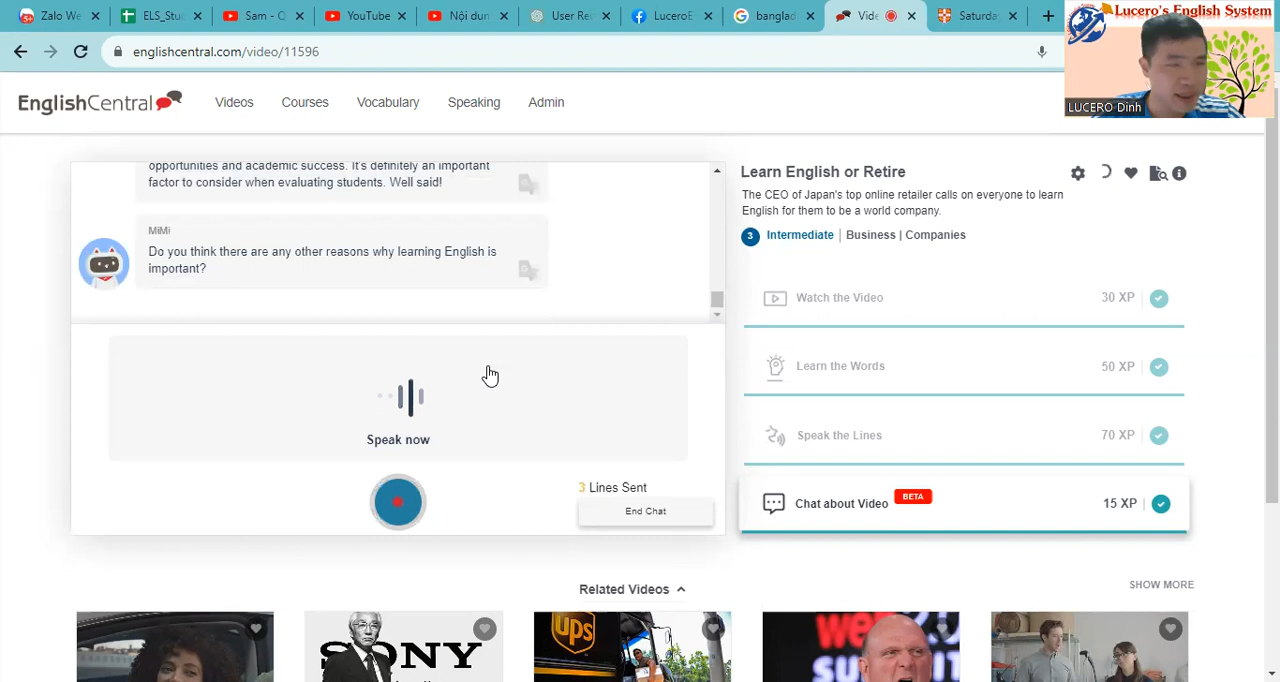 Zalo We
ELS_Stu
Sam - Q
YouTube
Nội dun
User Re
LuceroE
banglad
Vide
Saturda
Lucero's English System
englishcentral.com/video/11596
LUCERO Dinh
EnglishCentral
Videos
Courses
Vocabulary
Speaking
Admin
opportunities and academic success. It's definitely an important
factor to consider when evaluating students. Well said!
MiMi
Do you think there are any other reasons why learning English is
important?
Speak now
3 Lines Sent
End Chat
Learn English or Retire
The CEO of Japan's top online retailer calls on everyone to learn
English for them to be a world company.
3 Intermediate | Business | Companies
Watch the Video 30 XP
Learn the Words 50 XP
Speak the Lines 70 XP
Chat about Video BETA 15 XP
Related Videos
SHOW MORE
SONY
ups